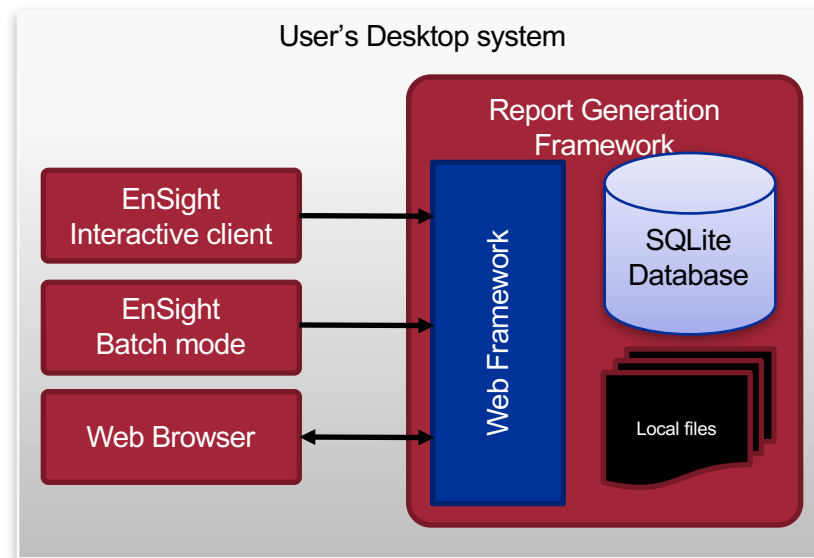 User’s Desktop system
Report Generation
Framework
EnSight
Interactive client
EnSight
Batch mode
Web Browser
Web Framework
SQLite
Database
Local files